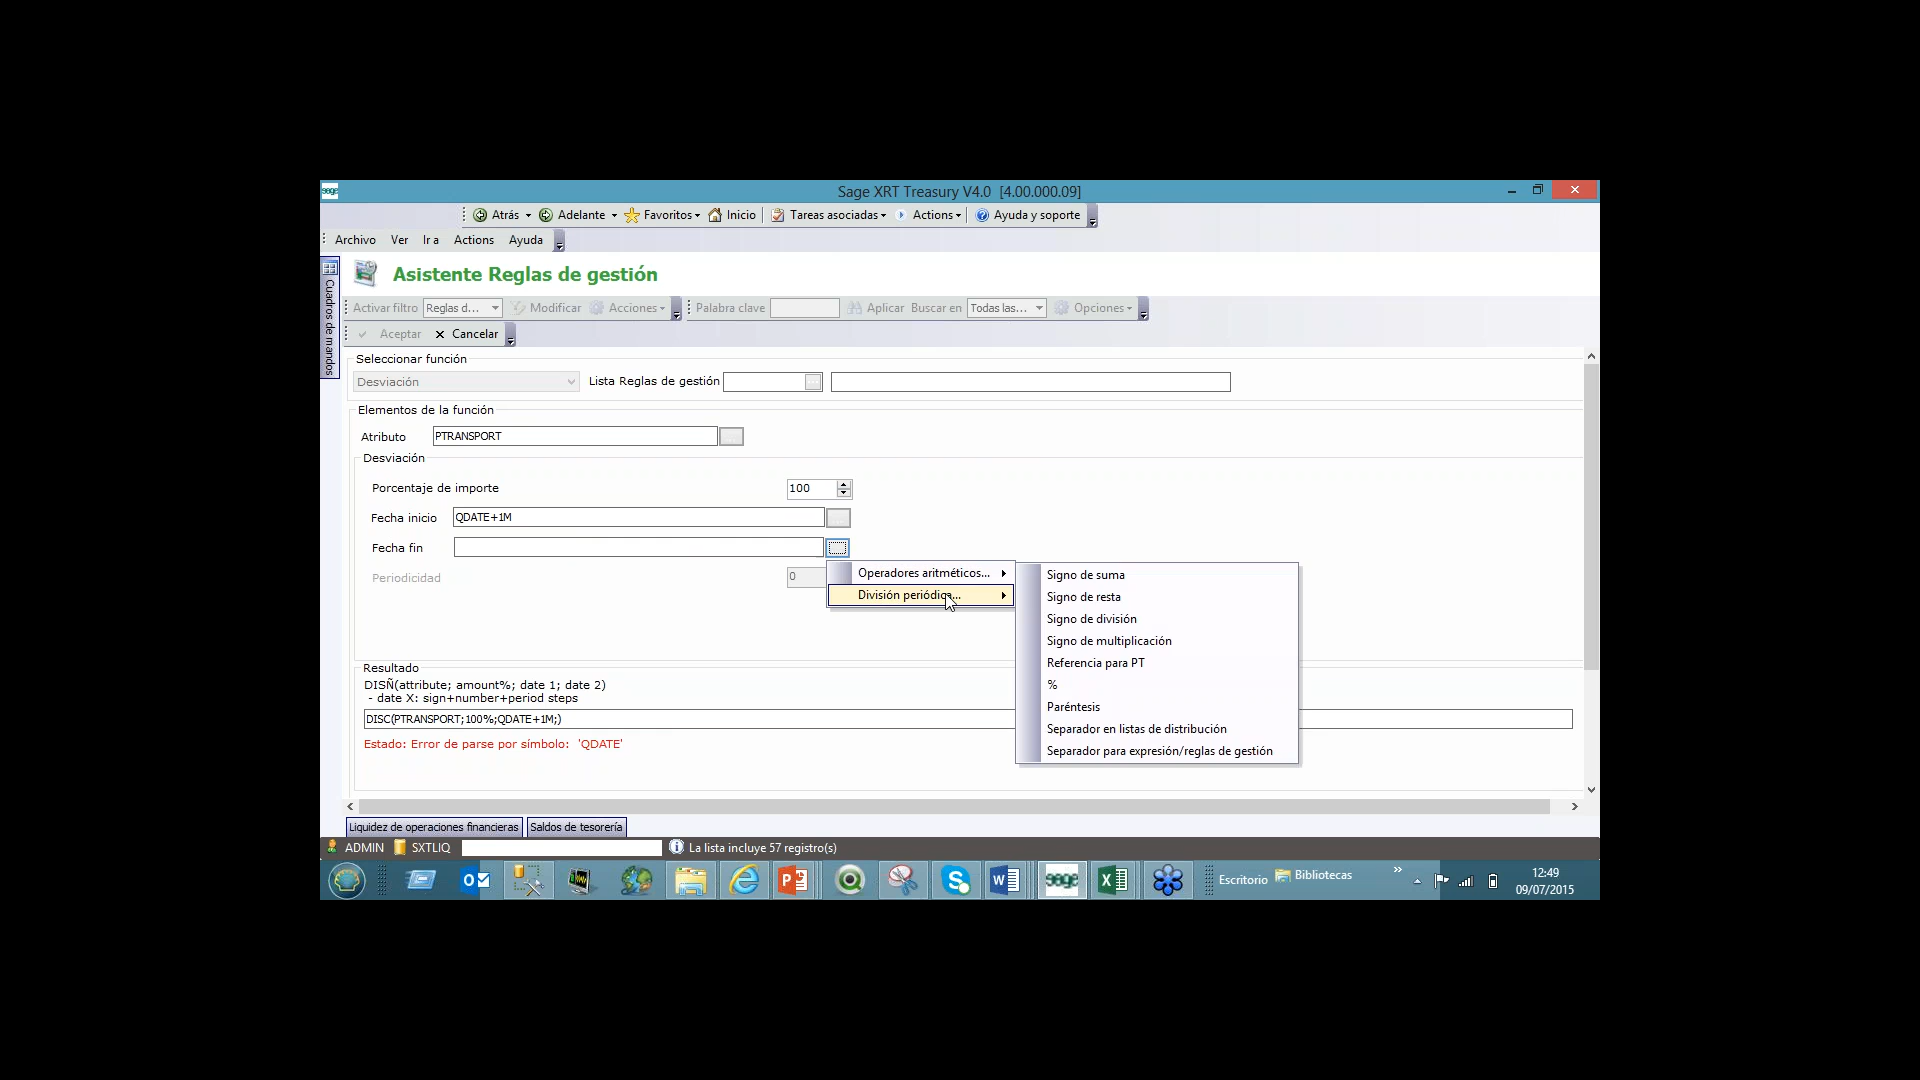 sage
Sage XRT Treasury V4.0 [4.00.000.09]
Atrás Adelante Favoritos Inicio Tareas asociadas Actions Ayuda y soporte
Archivo Ver Ir a Actions Ayuda
Cuadros de mandos
Asistente Reglas de gestión
Activar filtro Reglas d... Modificar Acciones Palabra clave Aplicar Buscar en Todas las... Opciones
Aceptar Cancelar
Seleccionar función
Desviación Lista Reglas de gestión
Elementos de la función
Atributo PTRANSPORT
Desviación
Porcentaje de importe 100
Fecha inicio QDATE+1M
Fecha fin
Periodicidad 0
Operadores aritméticos...
División periódica...
Signo de suma
Signo de resta
Signo de división
Signo de multiplicación
Referencia para PT
%
Paréntesis
Separador en listas de distribución
Separador para expresión/reglas de gestión
Resultado
DISÑ(attribute; amount%; date 1; date 2)
- date X: sign+number+period steps
DISC(PTRANSPORT;100%;QDATE+1M;)
Estado: Error de parse por símbolo: 'QDATE'
Liquidez de operaciones financieras Saldos de tesorería
ADMIN SXTLIQ La lista incluye 57 registro(s)
sage
Escritorio Bibliotecas
12:49
09/07/2015